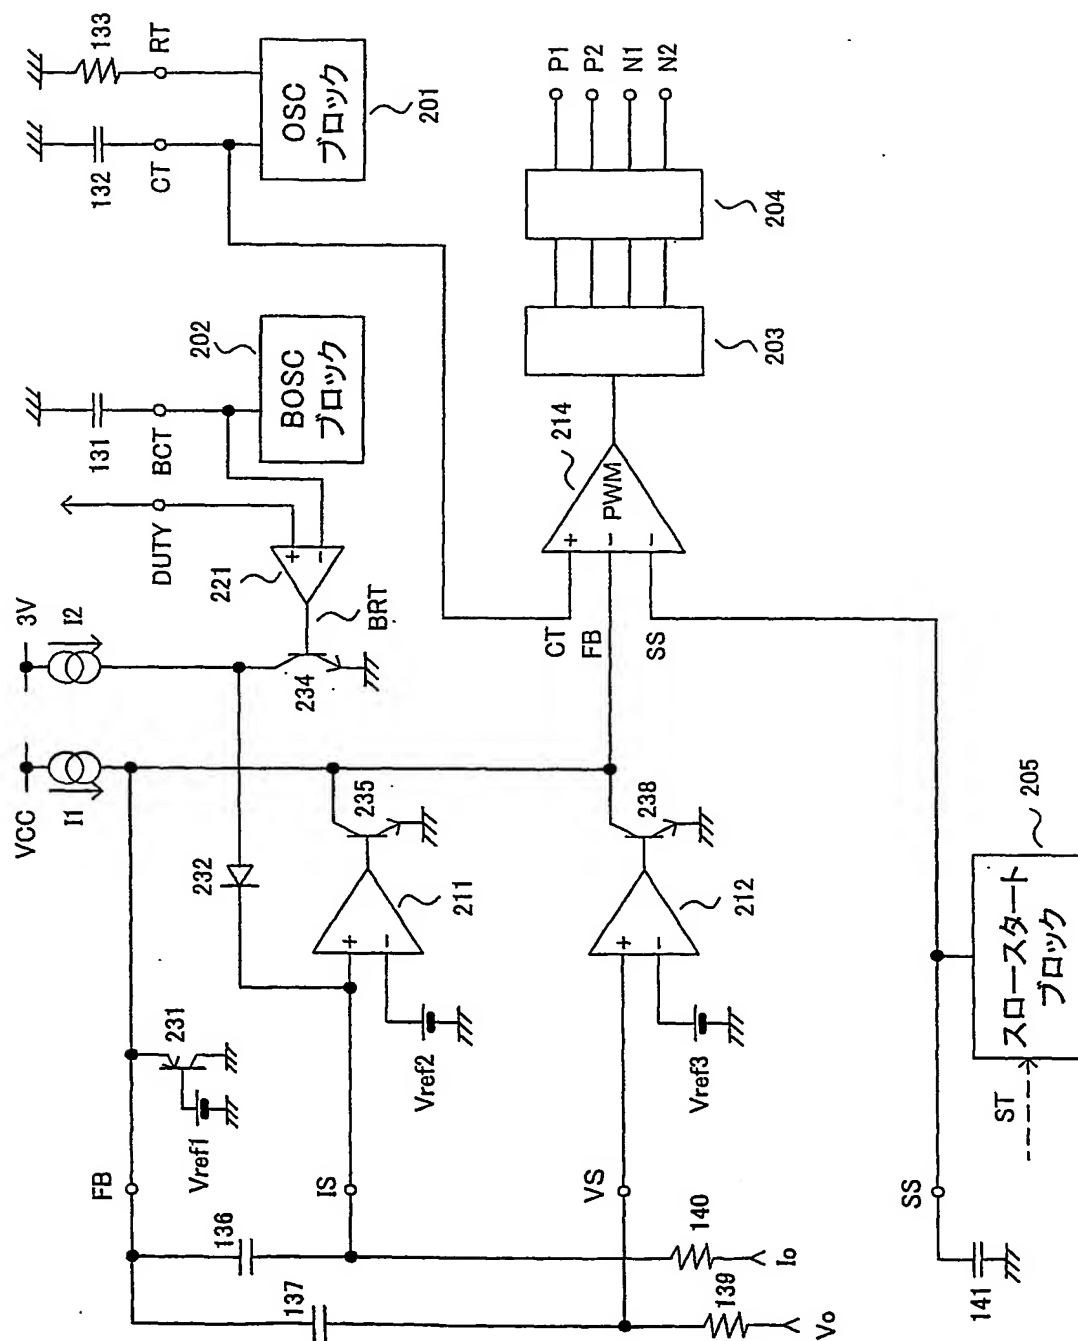 133
RT
OSC
ブロック
201
132
CT
202
BOSC
ブロック
131
BCT
DUTY
221
+
-
BRT
234
3V
I2
VCC
I1
232
235
211
+
-
Vref2
231
Vref1
FB
136
IS
238
212
+
-
Vref3
137
VS
140
Io
139
Vo
P1
P2
N1
N2
204
203
214
PWM
+
-
-
CT
FB
SS
205
スロースタート
ブロック
ST
SS
141